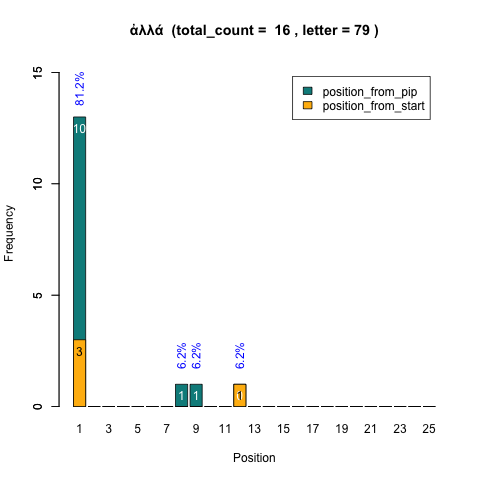 ἀλλά (total_count = 16 , letter = 79 )
position_from_pip
position_from_start
Frequency
15
10
5
0
81.2%
10
3
6.2%
1
6.2%
1
6.2%
1
1 3 5 7 9 11 13 15 17 19 21 23 25
Position